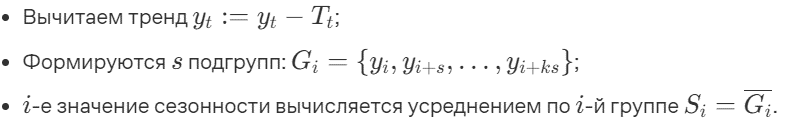 • Вычитаем тренд $y_t := y_t - T_t$;
• Формируются $s$ подгрупп: $G_i = \{y_i, y_{i+s}, \ldots, y_{i+ks}\}$;
• $i$-е значение сезонности вычисляется усреднением по $i$-й группе $S_i = \overline{G_i}$.